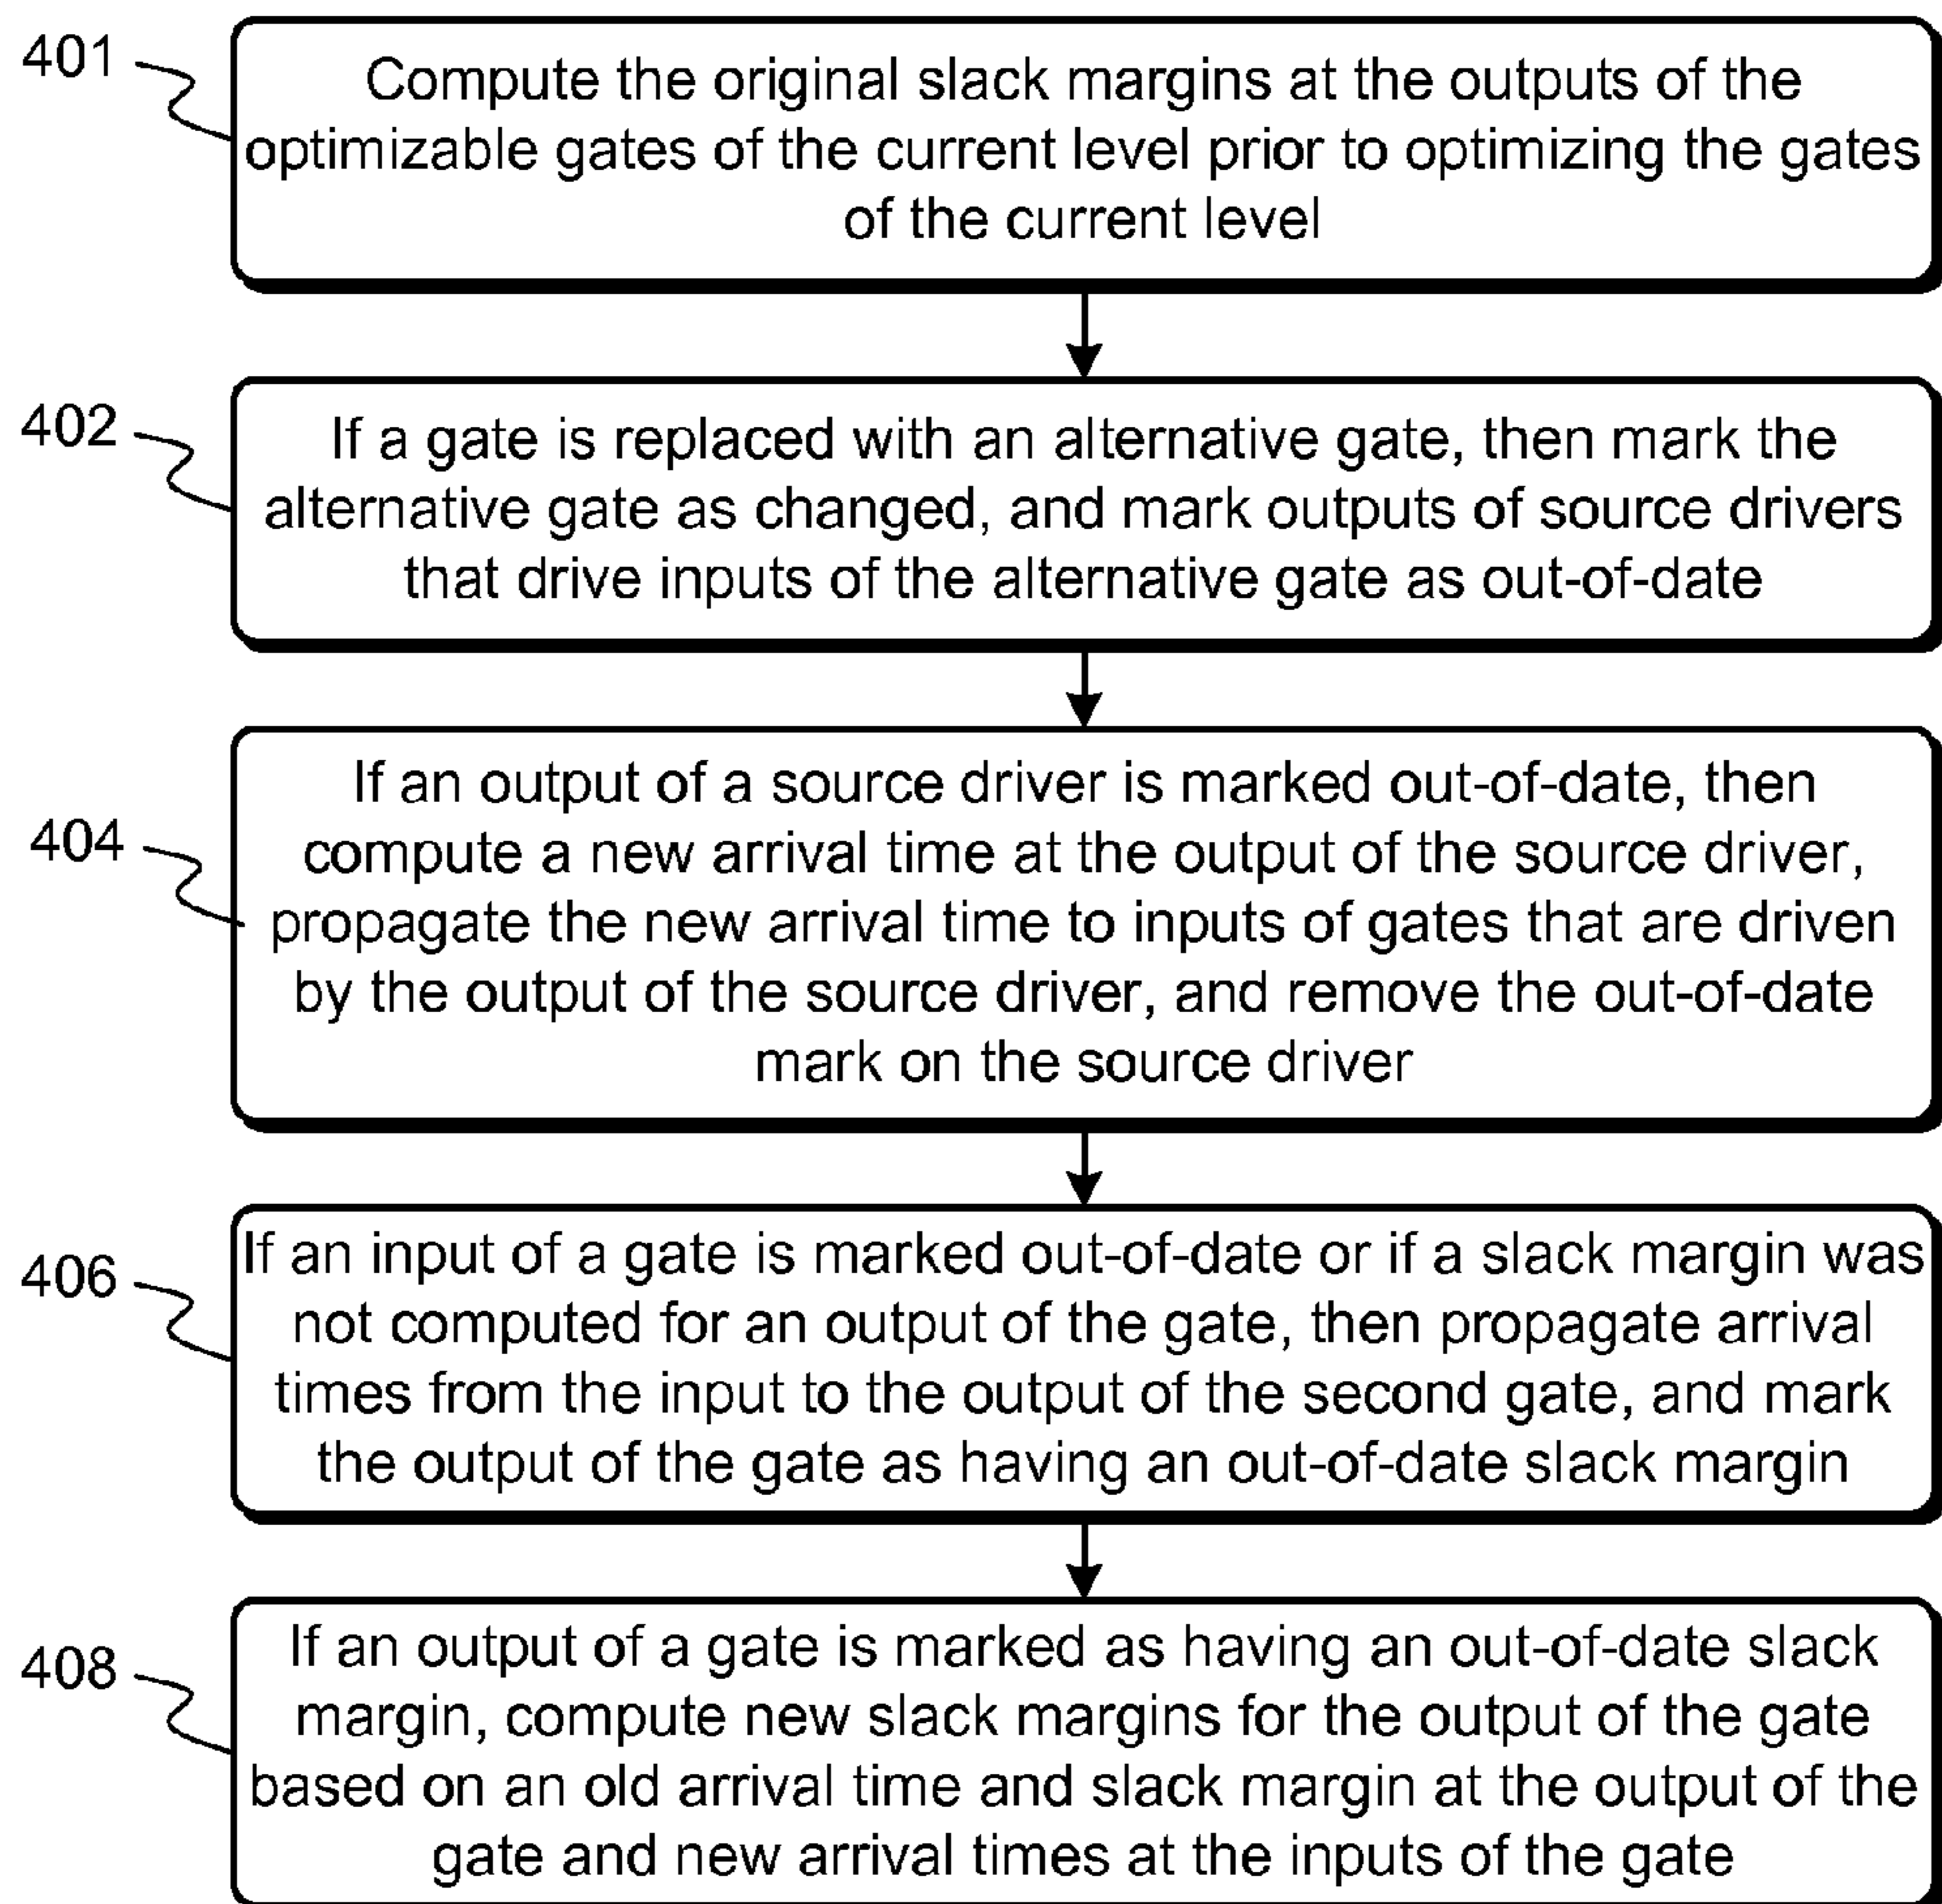 401
Compute the original slack margins at the outputs of the
optimizable gates of the current level prior to optimizing the gates
of the current level
402
If a gate is replaced with an alternative gate, then mark the
alternative gate as changed, and mark outputs of source drivers
that drive inputs of the alternative gate as out-of-date
404
If an output of a source driver is marked out-of-date, then
compute a new arrival time at the output of the source driver,
propagate the new arrival time to inputs of gates that are driven
by the output of the source driver, and remove the out-of-date
mark on the source driver
406
If an input of a gate is marked out-of-date or if a slack margin was
not computed for an output of the gate, then propagate arrival
times from the input to the output of the second gate, and mark
the output of the gate as having an out-of-date slack margin
408
If an output of a gate is marked as having an out-of-date slack
margin, compute new slack margins for the output of the gate
based on an old arrival time and slack margin at the output of the
gate and new arrival times at the inputs of the gate